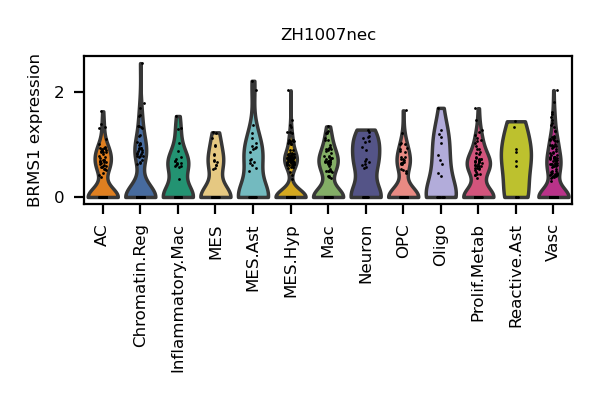 ZH1007nec
BRMS1 expression
2
0
AC
Chromatin.Reg
Inflammatory.Mac
MES
MES.Ast
MES.Hyp
Mac
Neuron
OPC
Oligo
Prolif.Metab
Reactive.Ast
Vasc